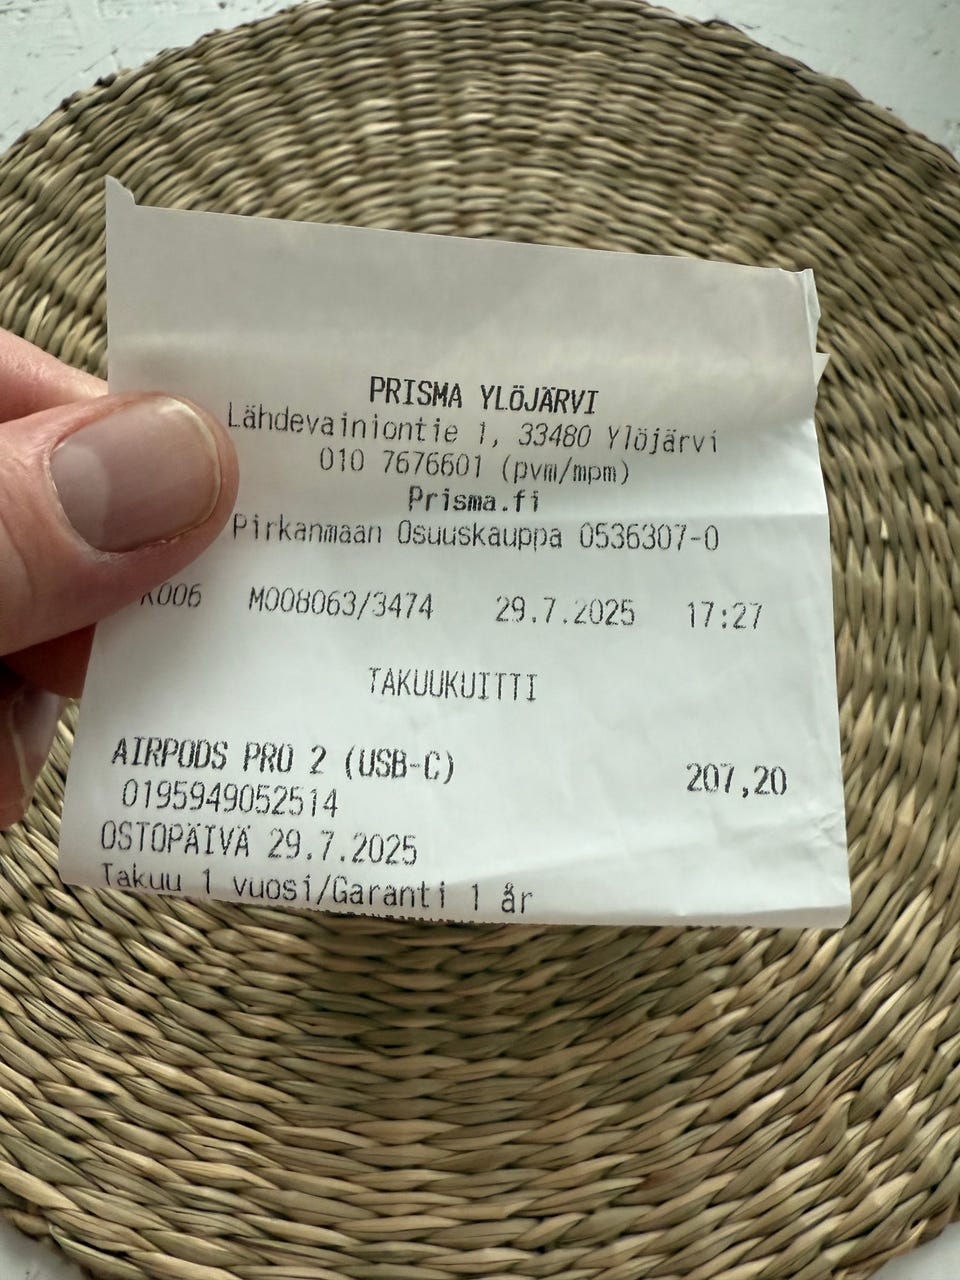 PRISMA YLÖJÄRVI
Lähdevainiontie 1, 33480 Ylöjärvi
010 7676601 (pvm/mpm)
Prisma.fi
Pirkanmaan Osuuskauppa 0536307-0
K006 M008063/3474 29.7.2025 17:27
TAKUUKUITTI
AIRPODS PRO 2 (USB-C) 207,20
0195949052514
OSTOPÄIVÄ 29.7.2025
Takuu 1 vuosi/Garanti 1 år